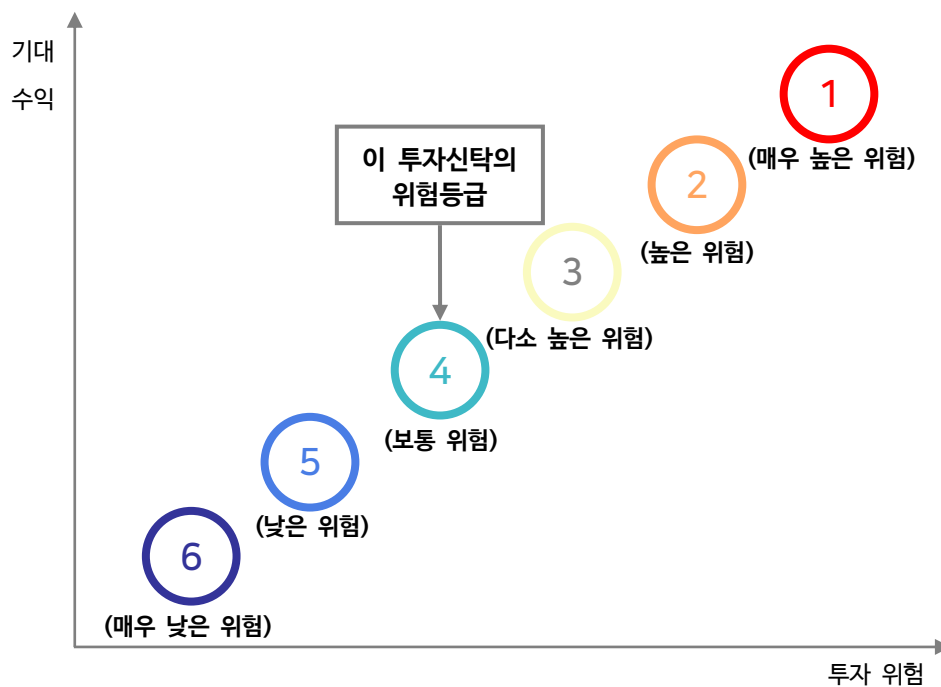 기대
수익
1
(매우 높은 위험)
이 투자신탁의
위험등급
2
(높은 위험)
3
(다소 높은 위험)
4
(보통 위험)
5
(낮은 위험)
6
(매우 낮은 위험)
투자 위험